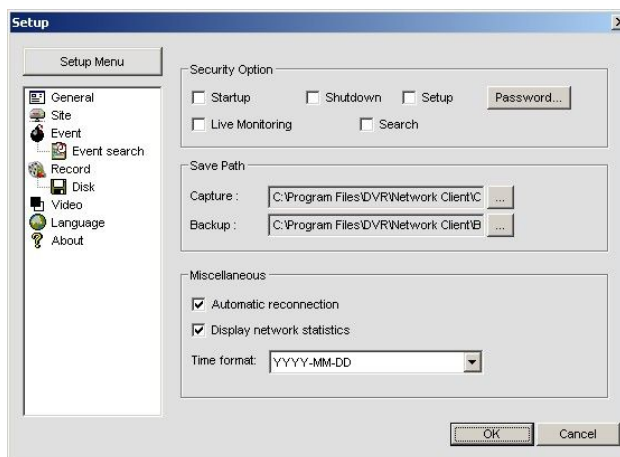 Setup
Setup Menu
General
Site
Event
Event search
Record
Disk
Video
Language
About
Security Option
Startup
Shutdown
Setup
Password...
Live Monitoring
Search
Save Path
Capture :
C:\Program Files\DVR\Network Client\C
...
Backup :
C:\Program Files\DVR\Network Client\B
...
Miscellaneous
Automatic reconnection
Display network statistics
Time format:
YYYY-MM-DD
OK
Cancel